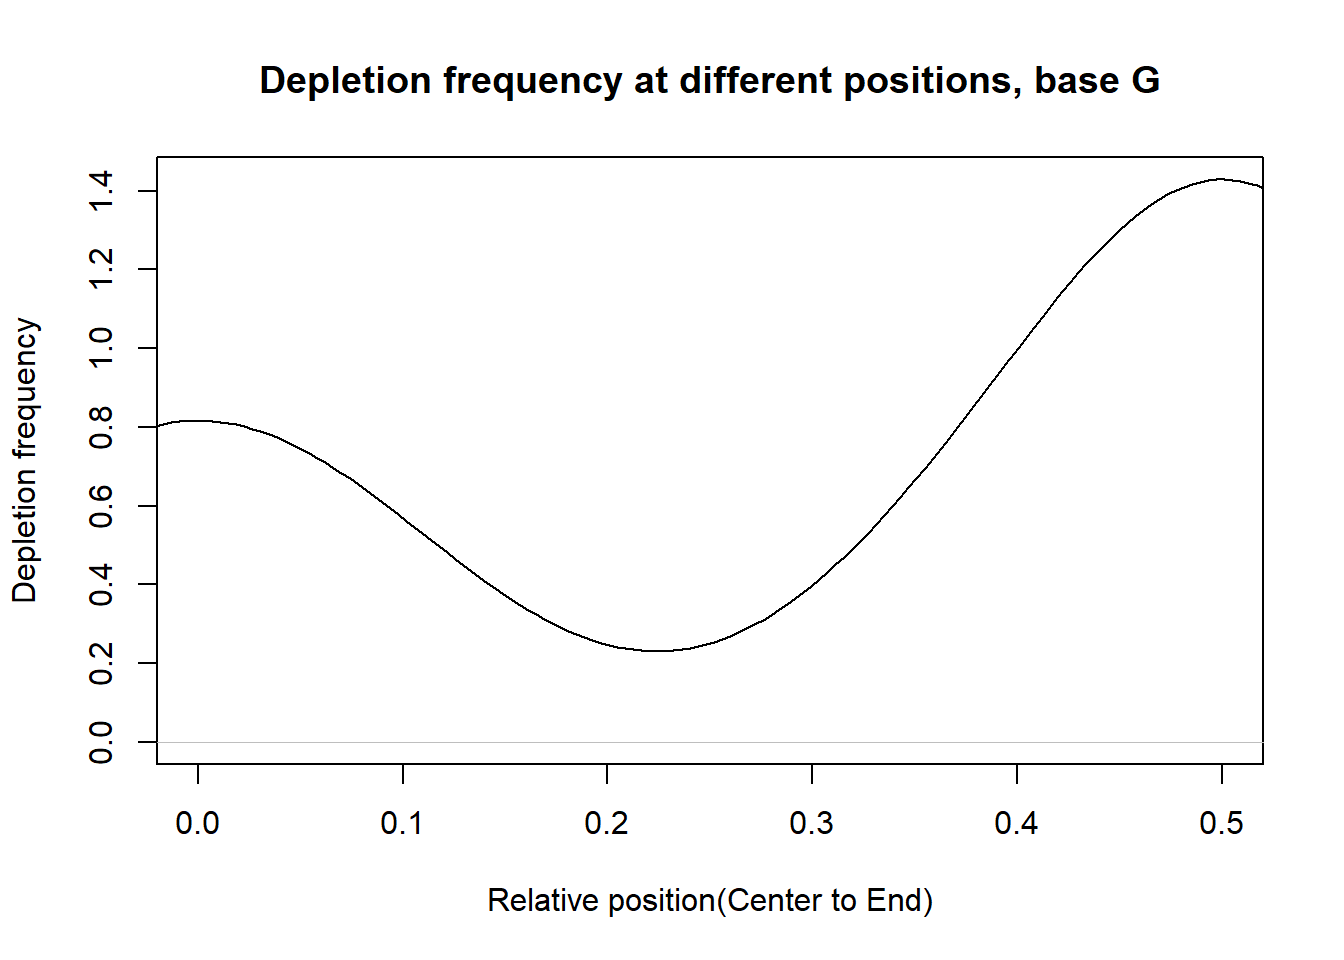 Depletion frequency at different positions, base G
Depletion frequency
1.4
1.2
1.0
0.8
0.6
0.4
0.2
0.0
0.0 0.1 0.2 0.3 0.4 0.5
Relative position(Center to End)